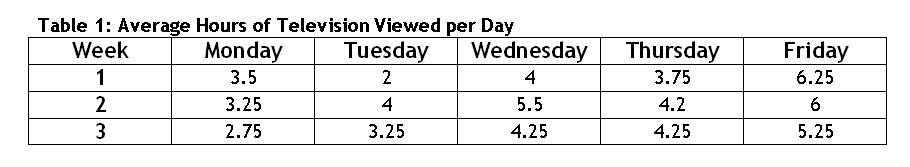 Table 1: Average Hours of Television Viewed per Day
Week Monday Tuesday Wednesday Thursday Friday
1 3.5 2 4 3.75 6.25
2 3.25 4 5.5 4.2 6
3 2.75 3.25 4.25 4.25 5.25